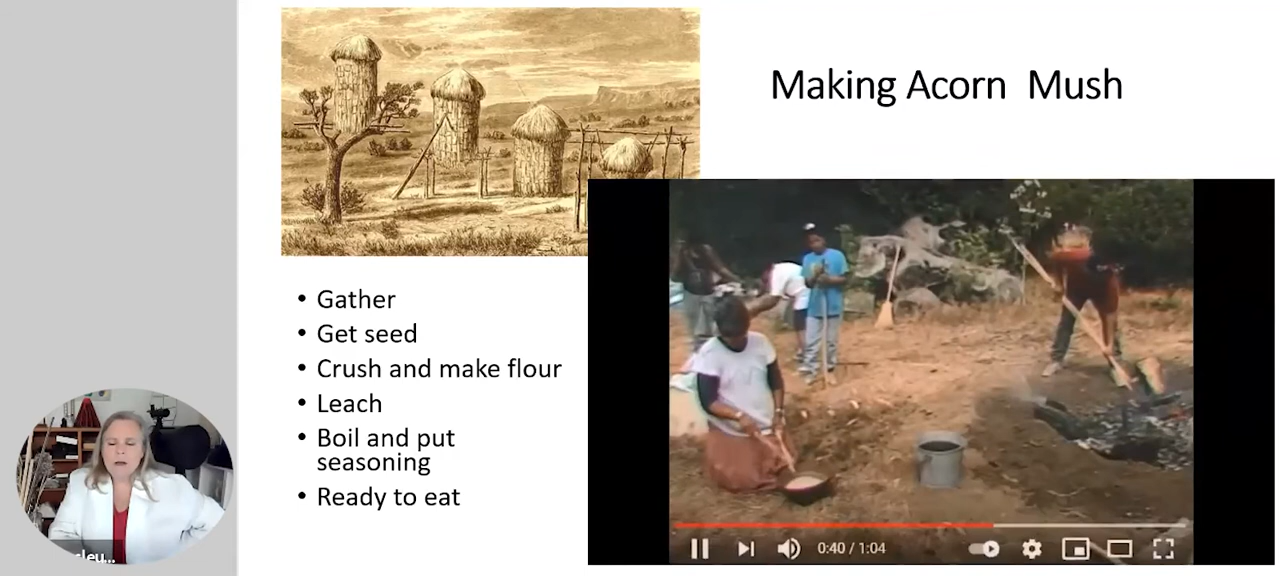 Making Acorn Mush
• Gather
• Get seed
• Crush and make flour
• Leach
• Boil and put
seasoning
• Ready to eat
0:40 / 1:04